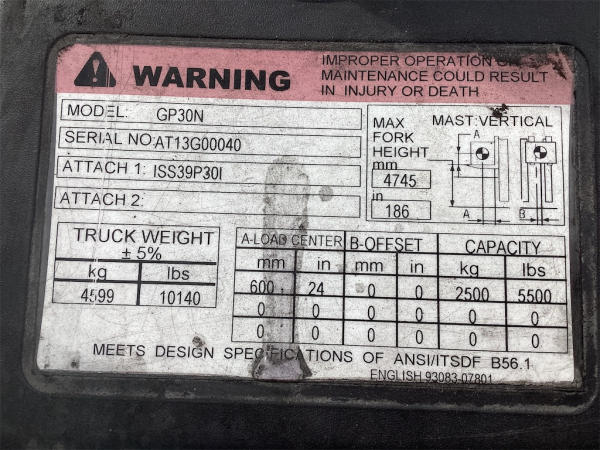 WARNING
IMPROPER OPERATION OR
MAINTENANCE COULD RESULT
IN INJURY OR DEATH
MODEL: GP30N
SERIAL NO: AT13G00040
ATTACH 1: ISS39P30I
ATTACH 2:
MAX
FORK
HEIGHT
mm
4745
in
186
MAST: VERTICAL
A
A
B
TRUCK WEIGHT
± 5%
kg lbs
4599 10140
A-LOAD CENTER B-OFFSET CAPACITY
mm in mm in kg lbs
600 24 0 0 2500 5500
0 0 0 0 0 0
0 0 0 0 0 0
MEETS DESIGN SPECIFICATIONS OF ANSI/ITSDF B56.1
ENGLISH 93083-07801